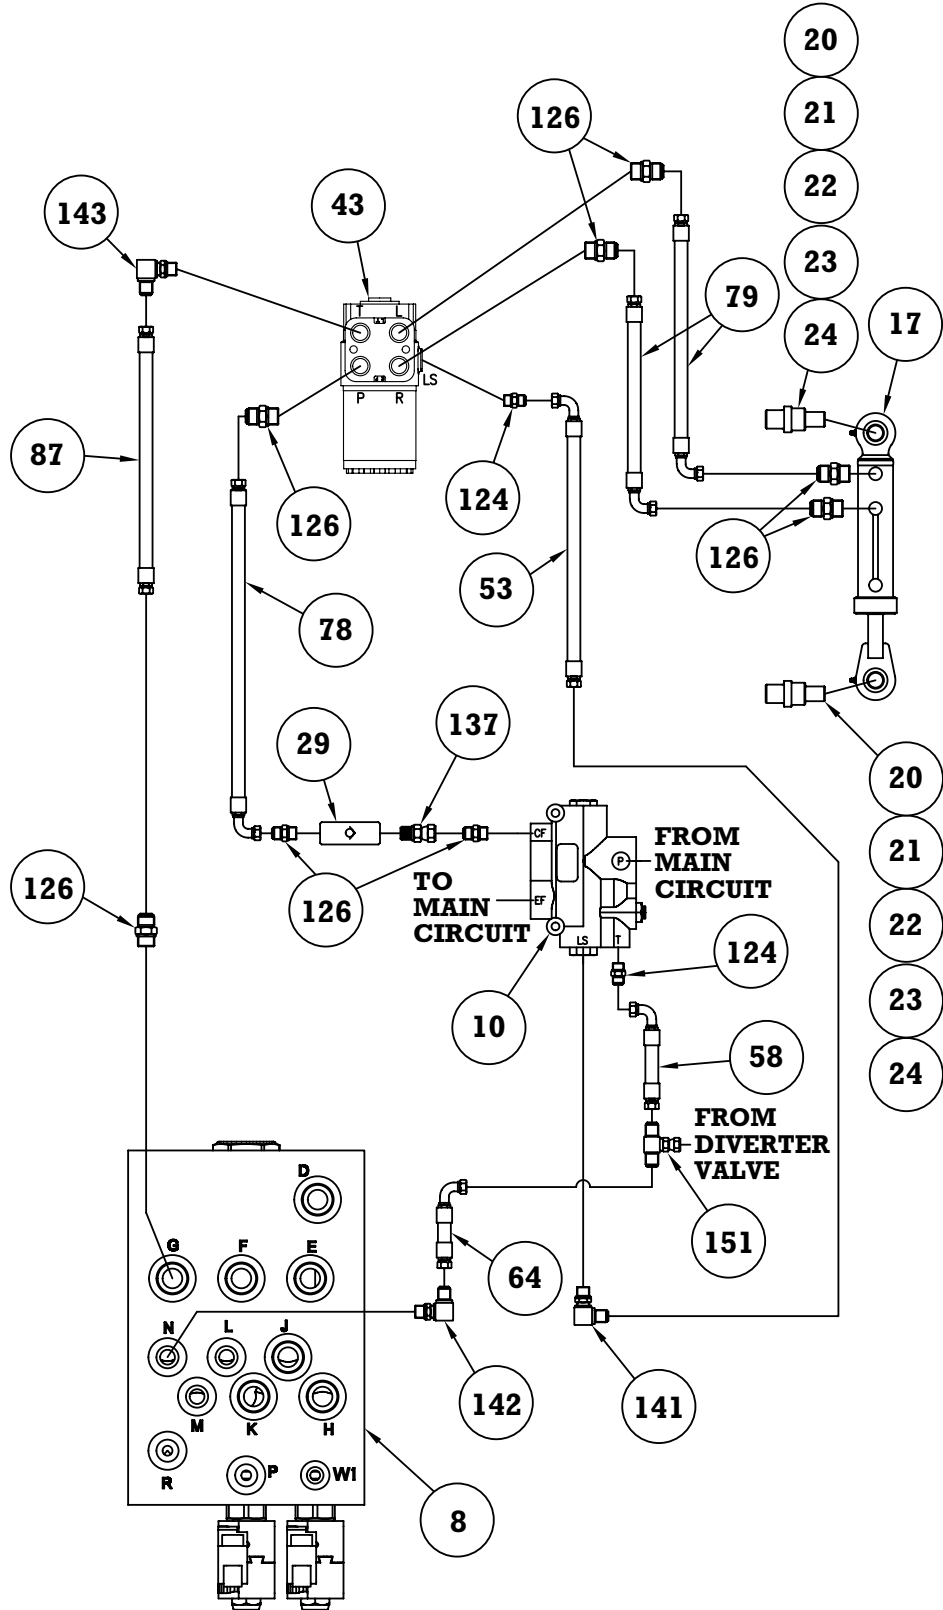 20
21
126
22
143
43
23
79
24
17
T L
LS
P R
87
124
126
126
53
78
137
29
20
CF
FROM
MAIN
CIRCUIT
P
21
126
TO
MAIN
CIRCUIT
EF
126
22
LS
T
124
23
10
58
24
FROM
DIVERTER
VALVE
D
151
G F E
64
N L J
142
141
M K H
R
P
W1
8